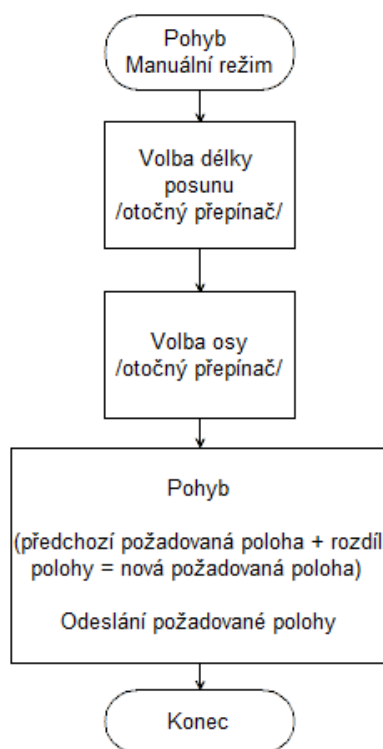 Pohyb
Manuální režim
Volba délky
posunu
/otočný přepínač/
Volba osy
/otočný přepínač/
Pohyb
(předchozí požadovaná poloha + rozdíl
polohy = nová požadovaná poloha)
Odeslání požadované polohy
Konec